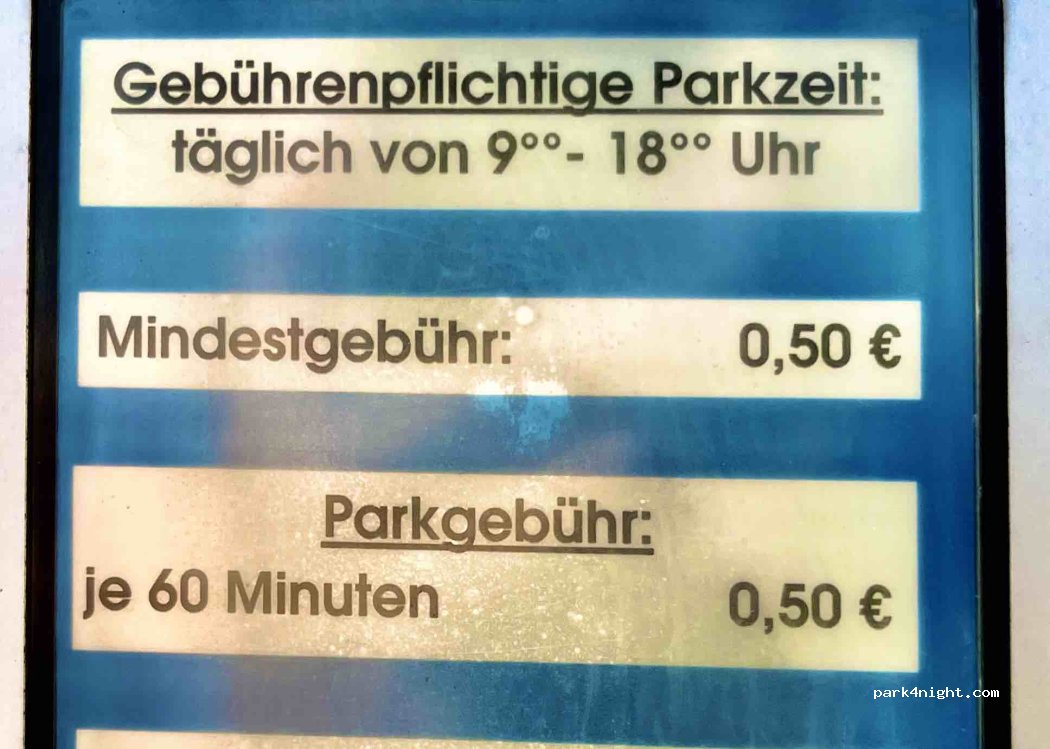 Gebührenpflichtige Parkzeit:
täglich von 9°°- 18°° Uhr
Mindestgebühr: 0,50 €
Parkgebühr:
je 60 Minuten 0,50 €
park4night.com